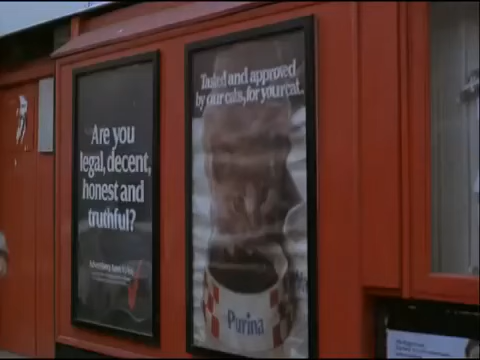 Are you
legal, decent,
honest and
truthful?
Tasted and approved
by our cats, for your cat.
Purina